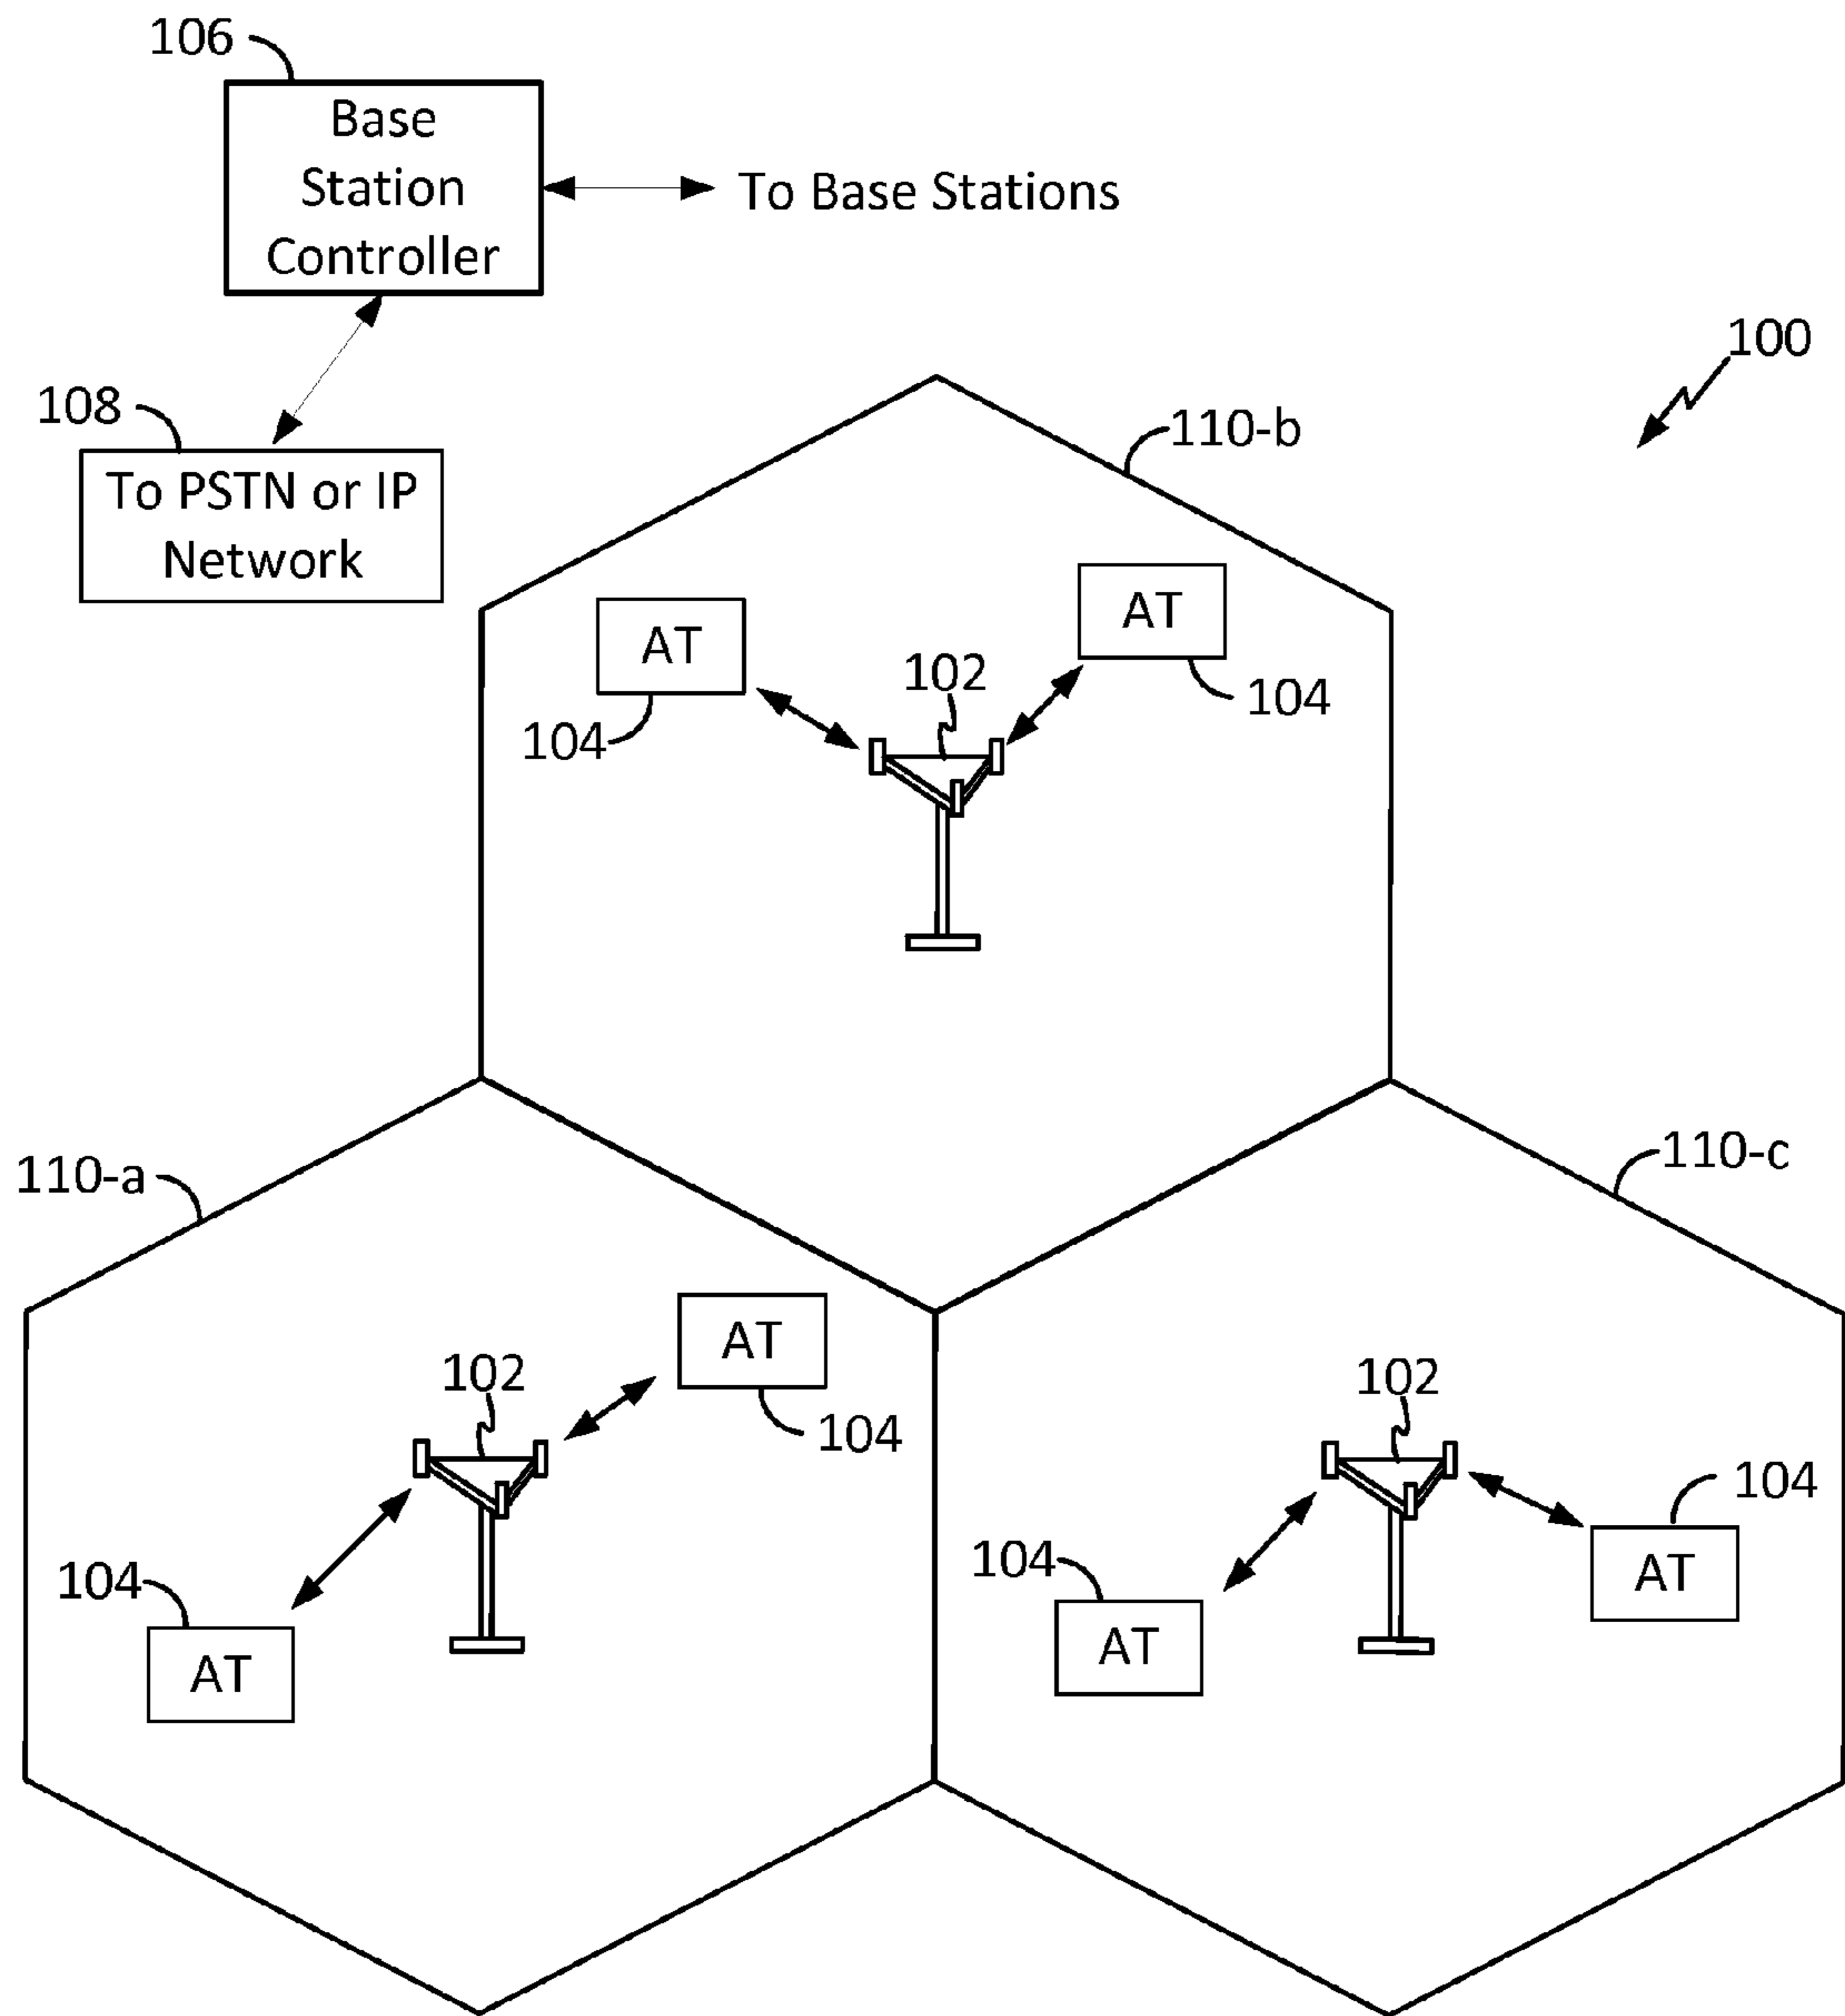 106
Base
Station
Controller
To Base Stations
100
108
To PSTN or IP
Network
110-b
AT
AT
102
104
104
110-a
110-c
AT
102
104
102
104
104
104
AT
AT
AT